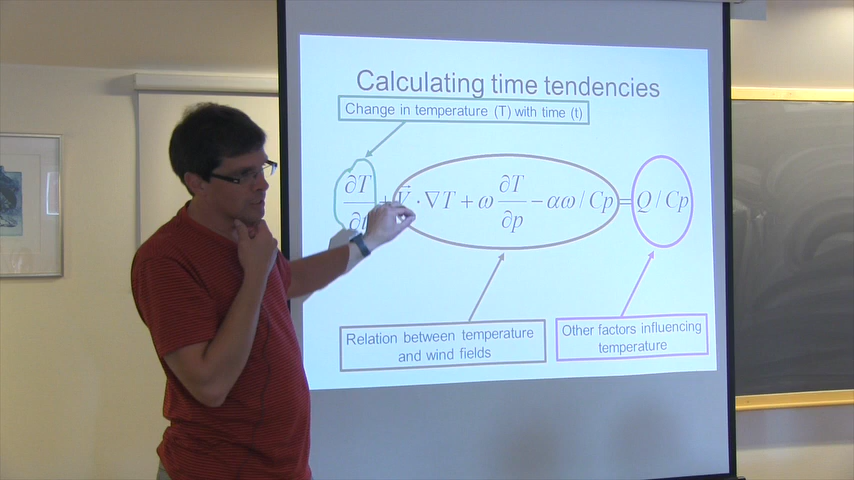 Calculating time tendencies
Change in temperature (T) with time (t)
∂T/∂t + V⃗ · ∇T + ω ∂T/∂p − αω / Cp = Q / Cp
Relation between temperature
and wind fields
Other factors influencing
temperature